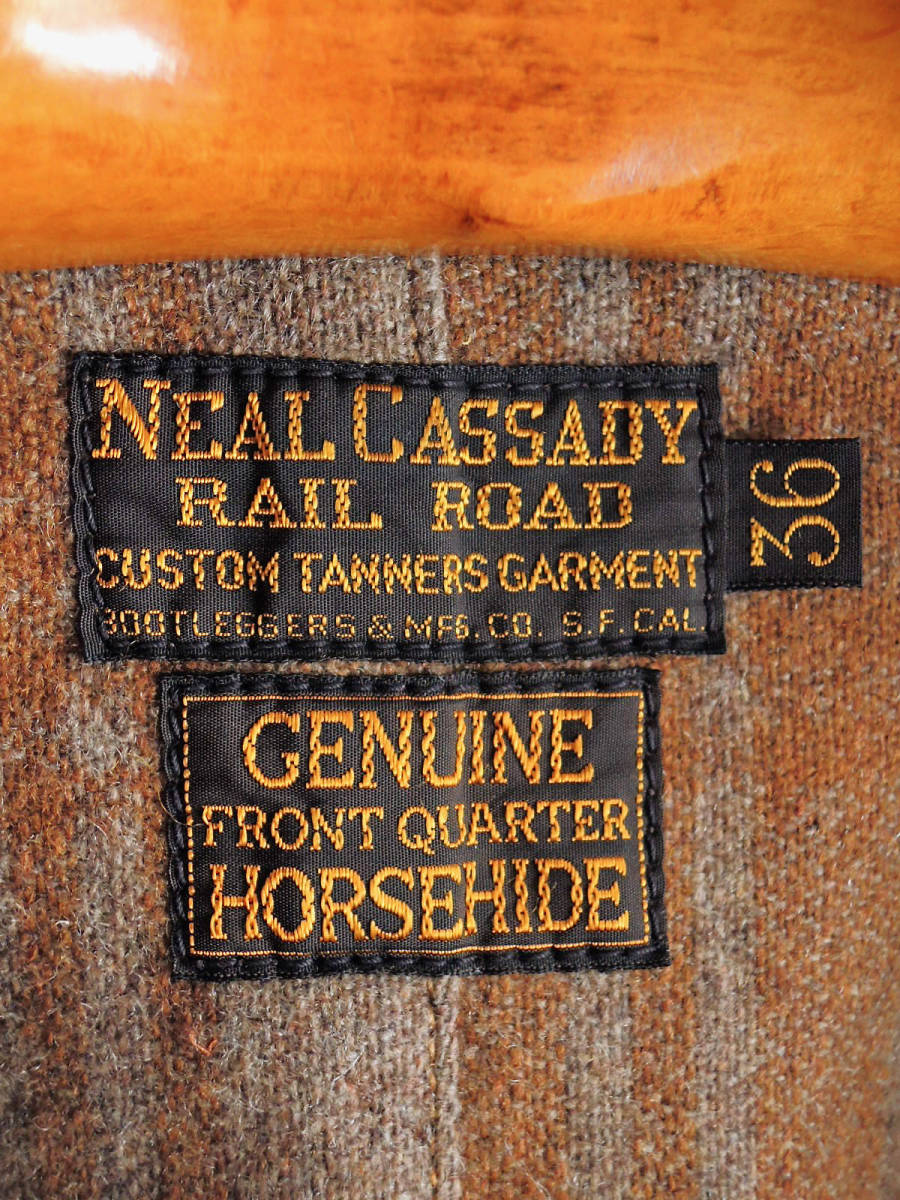 NEAL CASSADY
RAIL ROAD
CUSTOM TANNERS GARMENT
BOOTLEGGERS & MFG. CO. S.F. CAL.
36
GENUINE
FRONT QUARTER
HORSEHIDE